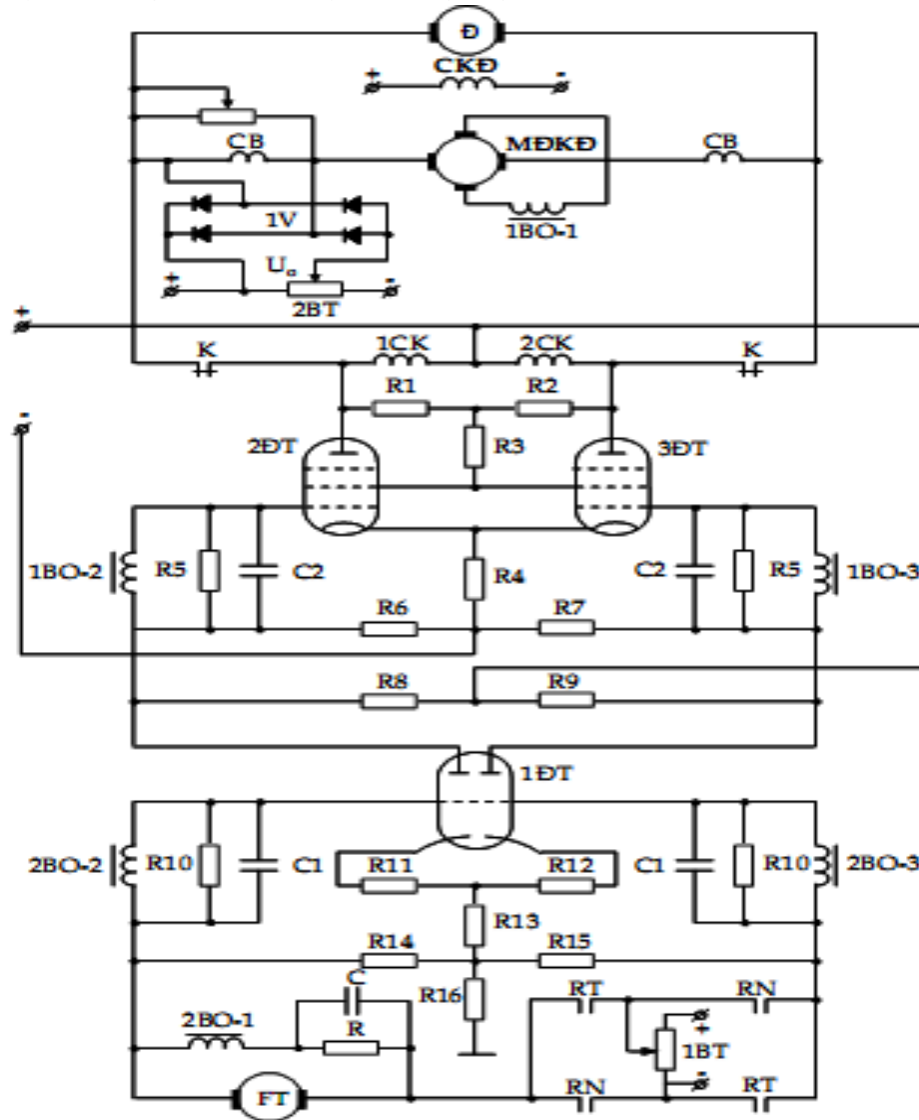 Đ
CKĐ
+ -
CB MĐKĐ CB
1V
1BO-1
Uₒ
+ -
2BT
+
K 1CK 2CK K
R1 R2
-
2ĐT R3 3ĐT
1BO-2 R5 C2 R4 C2 R5 1BO-3
R6 R7
R8 R9
1ĐT
2BO-2 R10 C1 R11 R12 C1 R10 2BO-3
R13
R14 R15
C R16 RT RN
2BO-1 R + 1BT -
FT RN RT